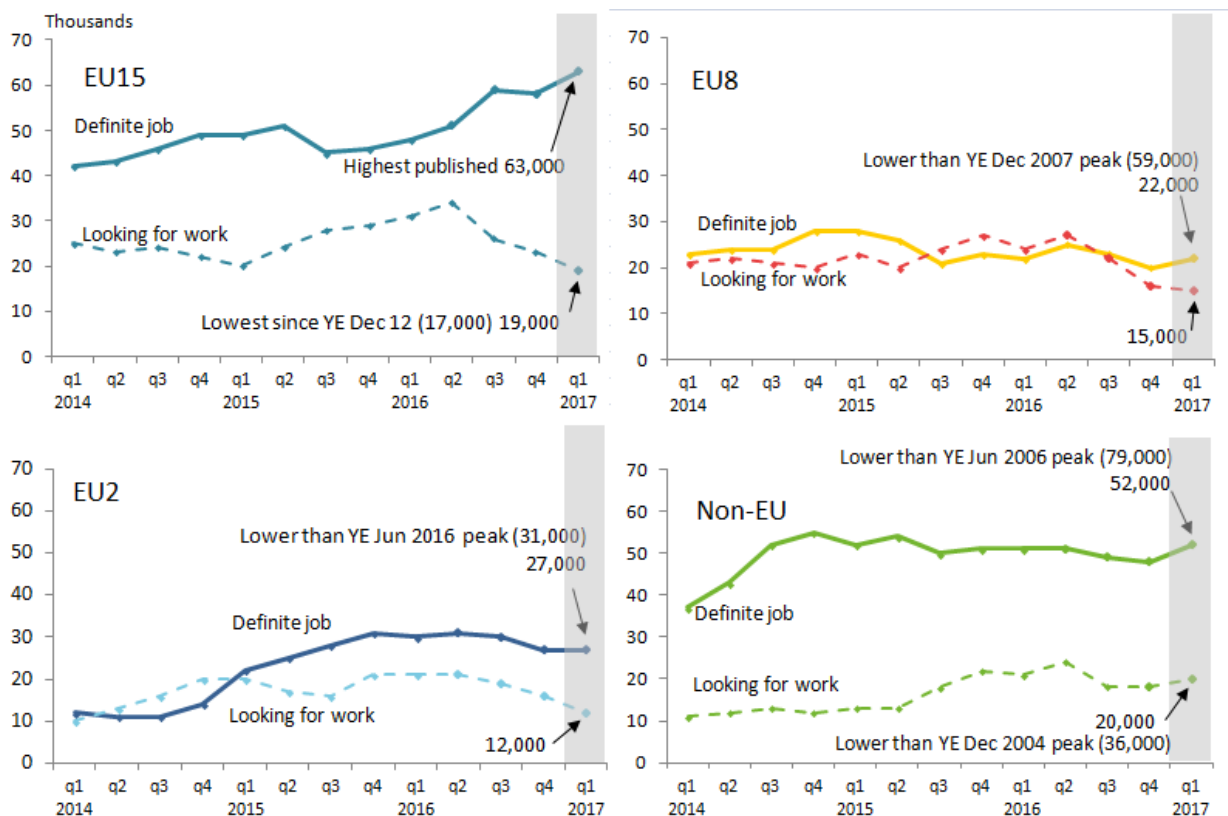 Thousands
70
60
50
40
30
20
10
0
EU15
Definite job
Highest published 63,000
Looking for work
Lowest since YE Dec 12 (17,000) 19,000
q1 q2 q3 q4 q1 q2 q3 q4 q1 q2 q3 q4 q1
2014 2015 2016 2017
70
60
50
40
30
20
10
0
EU8
Lower than YE Dec 2007 peak (59,000)
22,000
Definite job
Looking for work
15,000
q1 q2 q3 q4 q1 q2 q3 q4 q1 q2 q3 q4 q1
2014 2015 2016 2017
70
60
50
40
30
20
10
0
EU2
Lower than YE Jun 2016 peak (31,000)
27,000
Definite job
Looking for work
12,000
q1 q2 q3 q4 q1 q2 q3 q4 q1 q2 q3 q4 q1
2014 2015 2016 2017
70
60
50
40
30
20
10
0
Lower than YE Jun 2006 peak (79,000)
52,000
Non-EU
Definite job
Looking for work
20,000
Lower than YE Dec 2004 peak (36,000)
q1 q2 q3 q4 q1 q2 q3 q4 q1 q2 q3 q4 q1
2014 2015 2016 2017